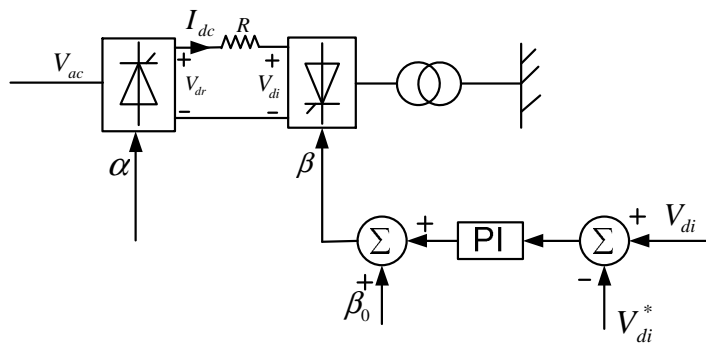 I_dc R
V_ac + V_dr − + V_di −
α β
Σ + PI Σ + V_di
+ β_0 − V_di^*